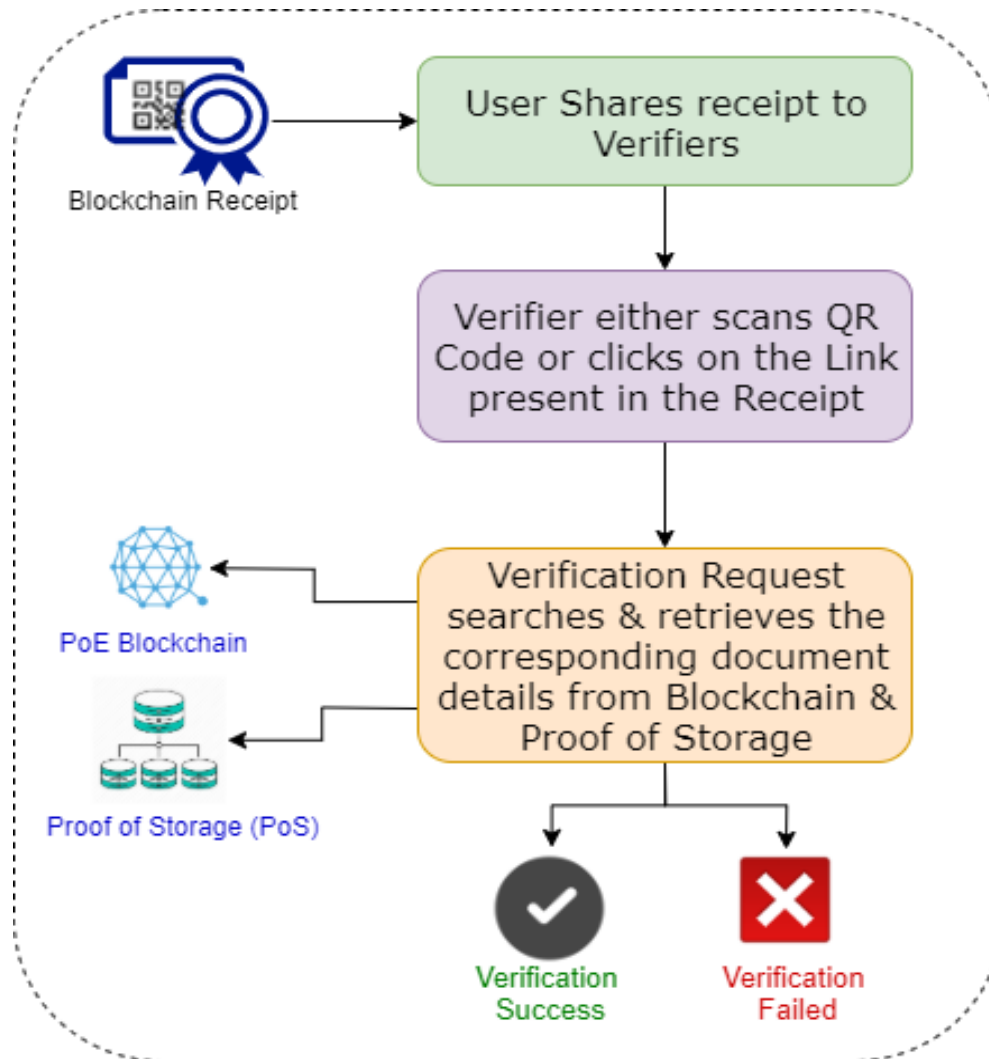 Blockchain Receipt
User Shares receipt to
Verifiers
Verifier either scans QR
Code or clicks on the Link
present in the Receipt
Verification Request
searches & retrieves the
corresponding document
details from Blockchain &
Proof of Storage
PoE Blockchain
Proof of Storage (PoS)
Verification
Success
Verification
Failed